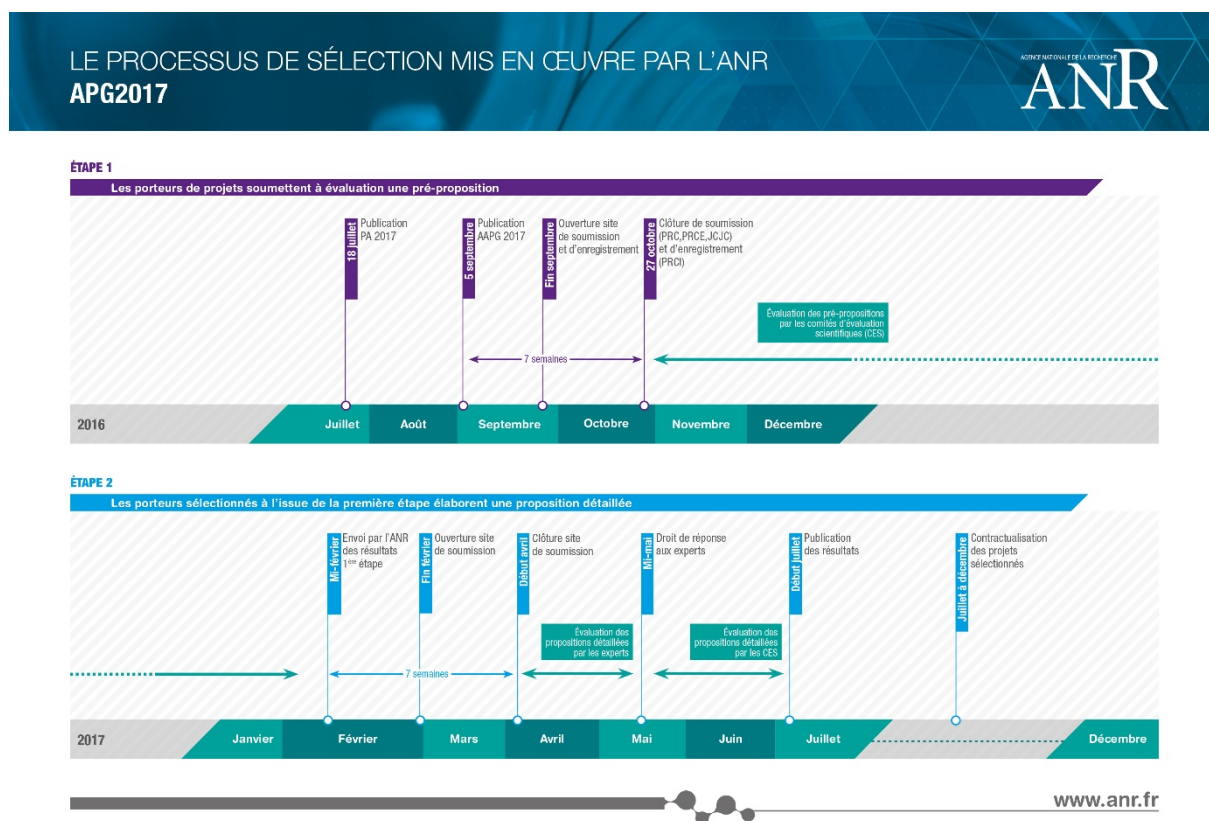 LE PROCESSUS DE SÉLECTION MIS EN ŒUVRE PAR L'ANR
APG2017
AGENCE NATIONALE DE LA RECHERCHE
ANR
ÉTAPE 1
Les porteurs de projets soumettent à évaluation une pré-proposition
18 juillet
Publication
PA 2017
5 septembre
Publication
AAPG 2017
Fin septembre
Ouverture site
de soumission
et d'enregistrement
27 octobre
Clôture de soumission
(PRC,PRCE,JCJC)
et d'enregistrement
(PRCI)
Évaluation des pré-propositions
par les comités d'évaluation
scientifiques (CES)
7 semaines
2016
Juillet
Août
Septembre
Octobre
Novembre
Décembre
ÉTAPE 2
Les porteurs sélectionnés à l'issue de la première étape élaborent une proposition détaillée
Mi-février
Envoi par l'ANR
des résultats
1ère étape
Fin février
Ouverture site
de soumission
Début avril
Clôture site
de soumission
Mi-mai
Droit de réponse
aux experts
Début juillet
Publication
des résultats
Juillet à décembre
Contractualisation
des projets
sélectionnés
Évaluation des
propositions détaillées
par les experts
Évaluation des
propositions détaillées
par les CES
7 semaines
2017
Janvier
Février
Mars
Avril
Mai
Juin
Juillet
Décembre
www.anr.fr